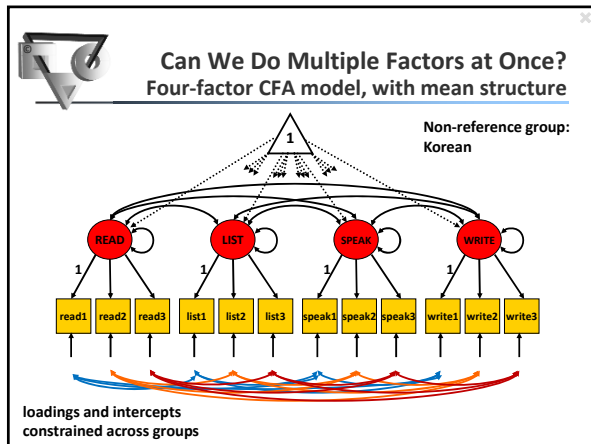 ©
Can We Do Multiple Factors at Once?
Four-factor CFA model, with mean structure
Non-reference group:
Korean
1
READ
LIST
SPEAK
WRITE
1
1
1
1
read1
read2
read3
list1
list2
list3
speak1
speak2
speak3
write1
write2
write3
loadings and intercepts
constrained across groups